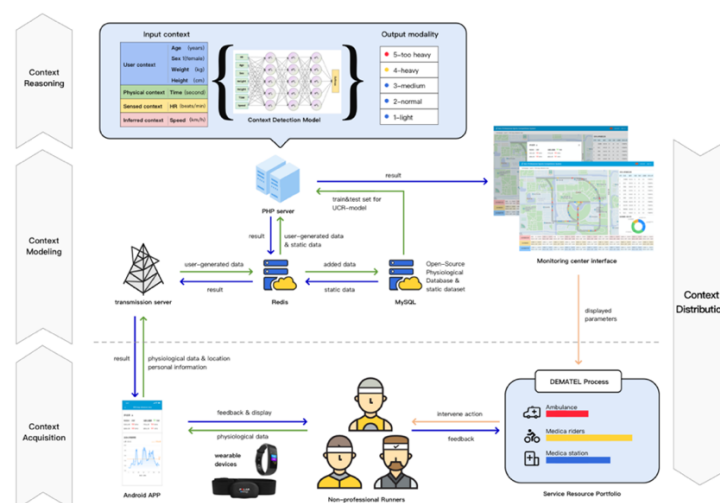 Context
Reasoning
Input context
User context
Age (years)
Sex 1(female)
Weight (kg)
Height (cm)
Physical context Time (second)
Sensed context HR (beats/min)
Inferred context Speed (km/h)
Context Detection Model
Output modality
5-too heavy
4-heavy
3-medium
2-normal
1-light
Context
Modeling
PHP server
result
train&test set for
UCR-model
result
user-generated data
& static data
Monitoring center Interface
transmission server
user-generated data
result
Redis
added data
static data
MySQL
Open-Source
Physiological
Database &
static dataset
Context
Distributio
displayed
parameters
result
physiological data & location
personal information
Context
Acquisition
Android APP
feedback & display
physiological data
wearable
devices
Non-professional Runners
intervene action
feedback
DEMATEL Process
Ambulance
Medica riders
Medica station
Service Resource Portfolio